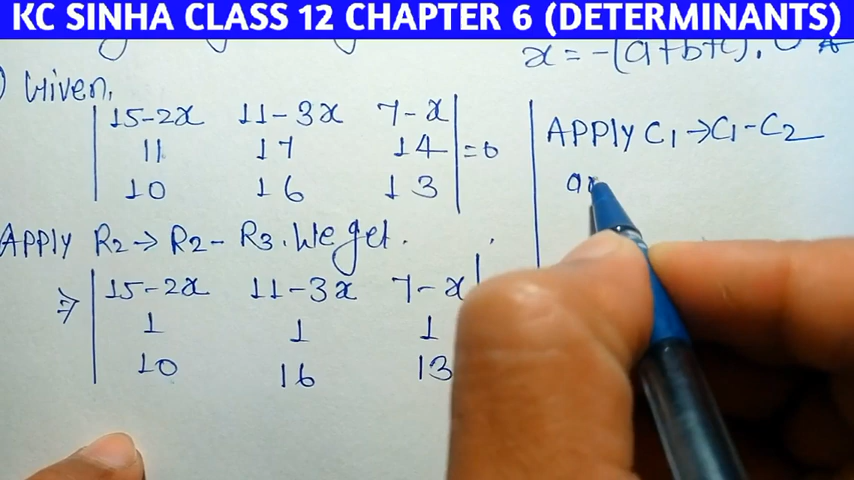 KC SINHA CLASS 12 CHAPTER 6 (DETERMINANTS)
x = -(a+b+c).
) Given,
| 15-2x 11-3x 7-x |
| 11 17 14 | = 0
| 10 16 13 |
APPLY R2 → R2 - R3. We get.
⇒ | 15-2x 11-3x 7-x |
| 1 1 1
| 10 16 13
APPLY C1 → C1 - C2